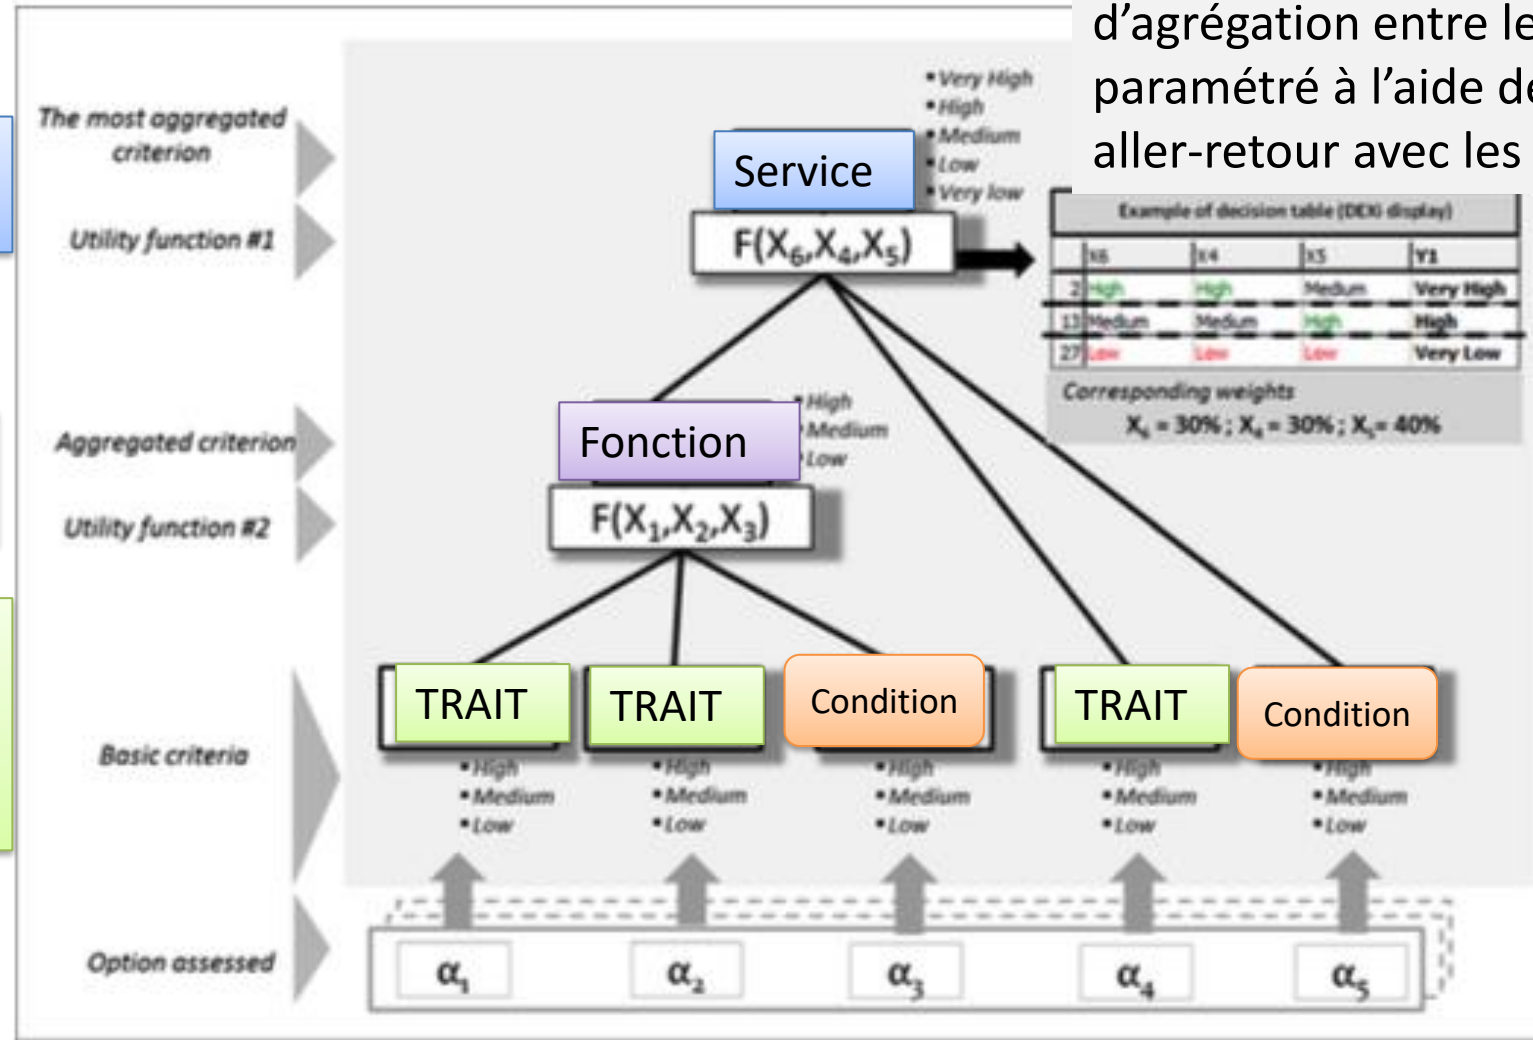 d’agrégation entre le
paramétré à l’aide de
aller-retour avec les
The most aggregated
criterion
Service
▪ Very High
▪ High
▪ Medium
▪ Low
▪ Very low
Utility function #1
F(X₆,X₄,X₅)
Example of decision table (DEXi display)
X6 X4 X5 Y1
2 High High Medium Very High
13 Medium Medium High High
27 Low Low Low Very Low
Corresponding weights
X₆ = 30% ; X₄ = 30% ; X₅= 40%
Aggregated criterion
Fonction
▪ High
Medium
Low
Utility function #2
F(X₁,X₂,X₃)
Basic criteria
TRAIT TRAIT Condition TRAIT Condition
▪ High ▪ High ▪ High ▪ High ▪ High
▪ Medium ▪ Medium ▪ Medium ▪ Medium ▪ Medium
▪ Low ▪ Low ▪ Low ▪ Low ▪ Low
Option assessed
α₁ α₂ α₃ α₄ α₅